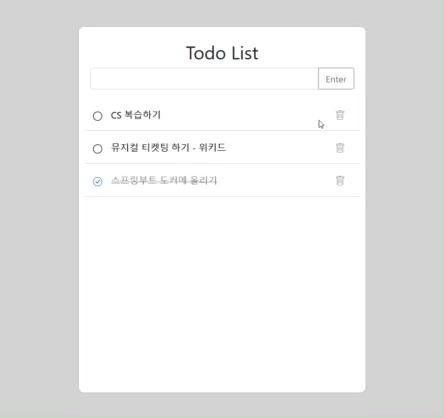 Todo List
Enter
CS 복습하기
뮤지컬 티켓팅 하기 - 위키드
스프링부트 도커에 올리기